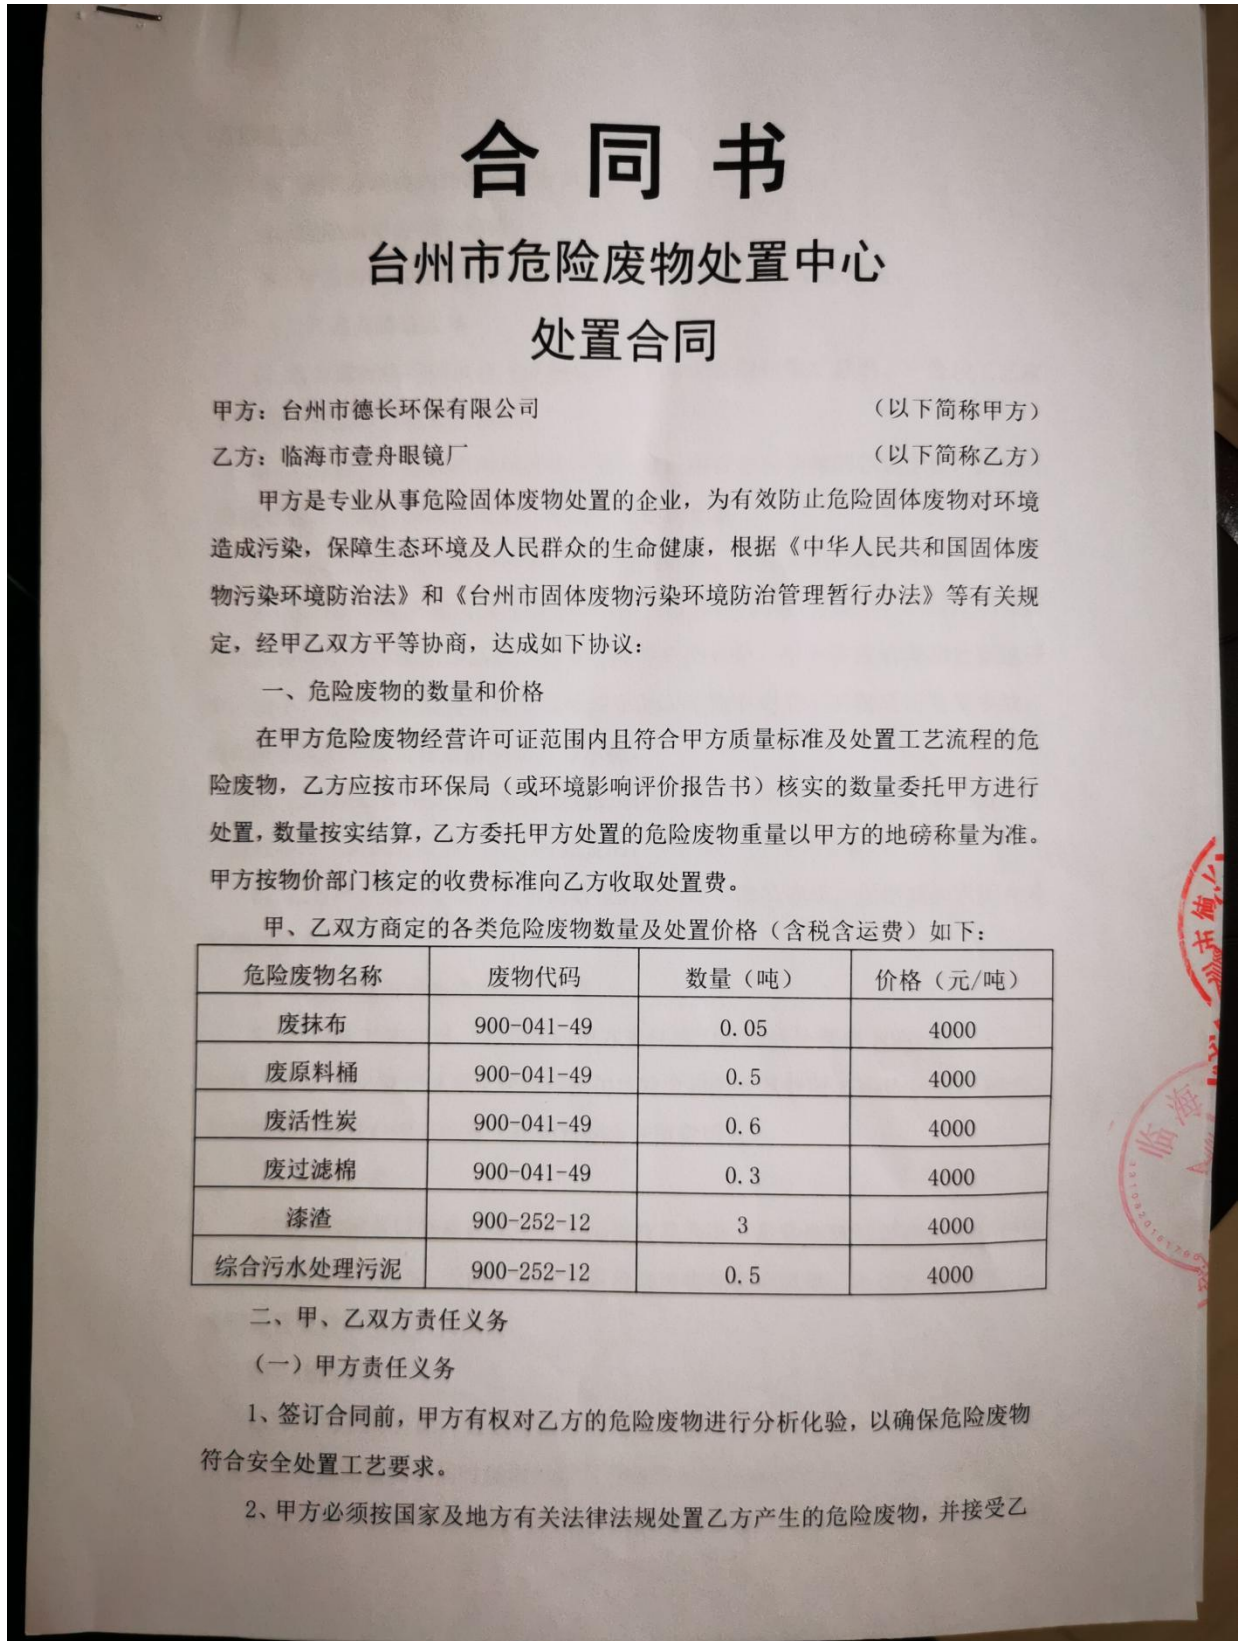 合同书
台州市危险废物处置中心
处置合同
甲方：台州市德长环保有限公司 （以下简称甲方）
乙方：临海市壹舟眼镜厂 （以下简称乙方）
甲方是专业从事危险固体废物处置的企业，为有效防止危险固体废物对环境
造成污染，保障生态环境及人民群众的生命健康，根据《中华人民共和国固体废
物污染环境防治法》和《台州市固体废物污染环境防治管理暂行办法》等有关规
定，经甲乙双方平等协商，达成如下协议：
一、危险废物的数量和价格
在甲方危险废物经营许可证范围内且符合甲方质量标准及处置工艺流程的危
险废物，乙方应按市环保局（或环境影响评价报告书）核实的数量委托甲方进行
处置，数量按实结算，乙方委托甲方处置的危险废物重量以甲方的地磅称量为准。
甲方按物价部门核定的收费标准向乙方收取处置费。
甲、乙双方商定的各类危险废物数量及处置价格（含税含运费）如下：
危险废物名称 废物代码 数量（吨） 价格（元/吨）
废抹布 900-041-49 0.05 4000
废原料桶 900-041-49 0.5 4000
废活性炭 900-041-49 0.6 4000
废过滤棉 900-041-49 0.3 4000
漆渣 900-252-12 3 4000
综合污水处理污泥 900-252-12 0.5 4000
二、甲、乙双方责任义务
（一）甲方责任义务
1、签订合同前，甲方有权对乙方的危险废物进行分析化验，以确保危险废物
符合安全处置工艺要求。
2、甲方必须按国家及地方有关法律法规处置乙方产生的危险废物，并接受乙
市德
临海